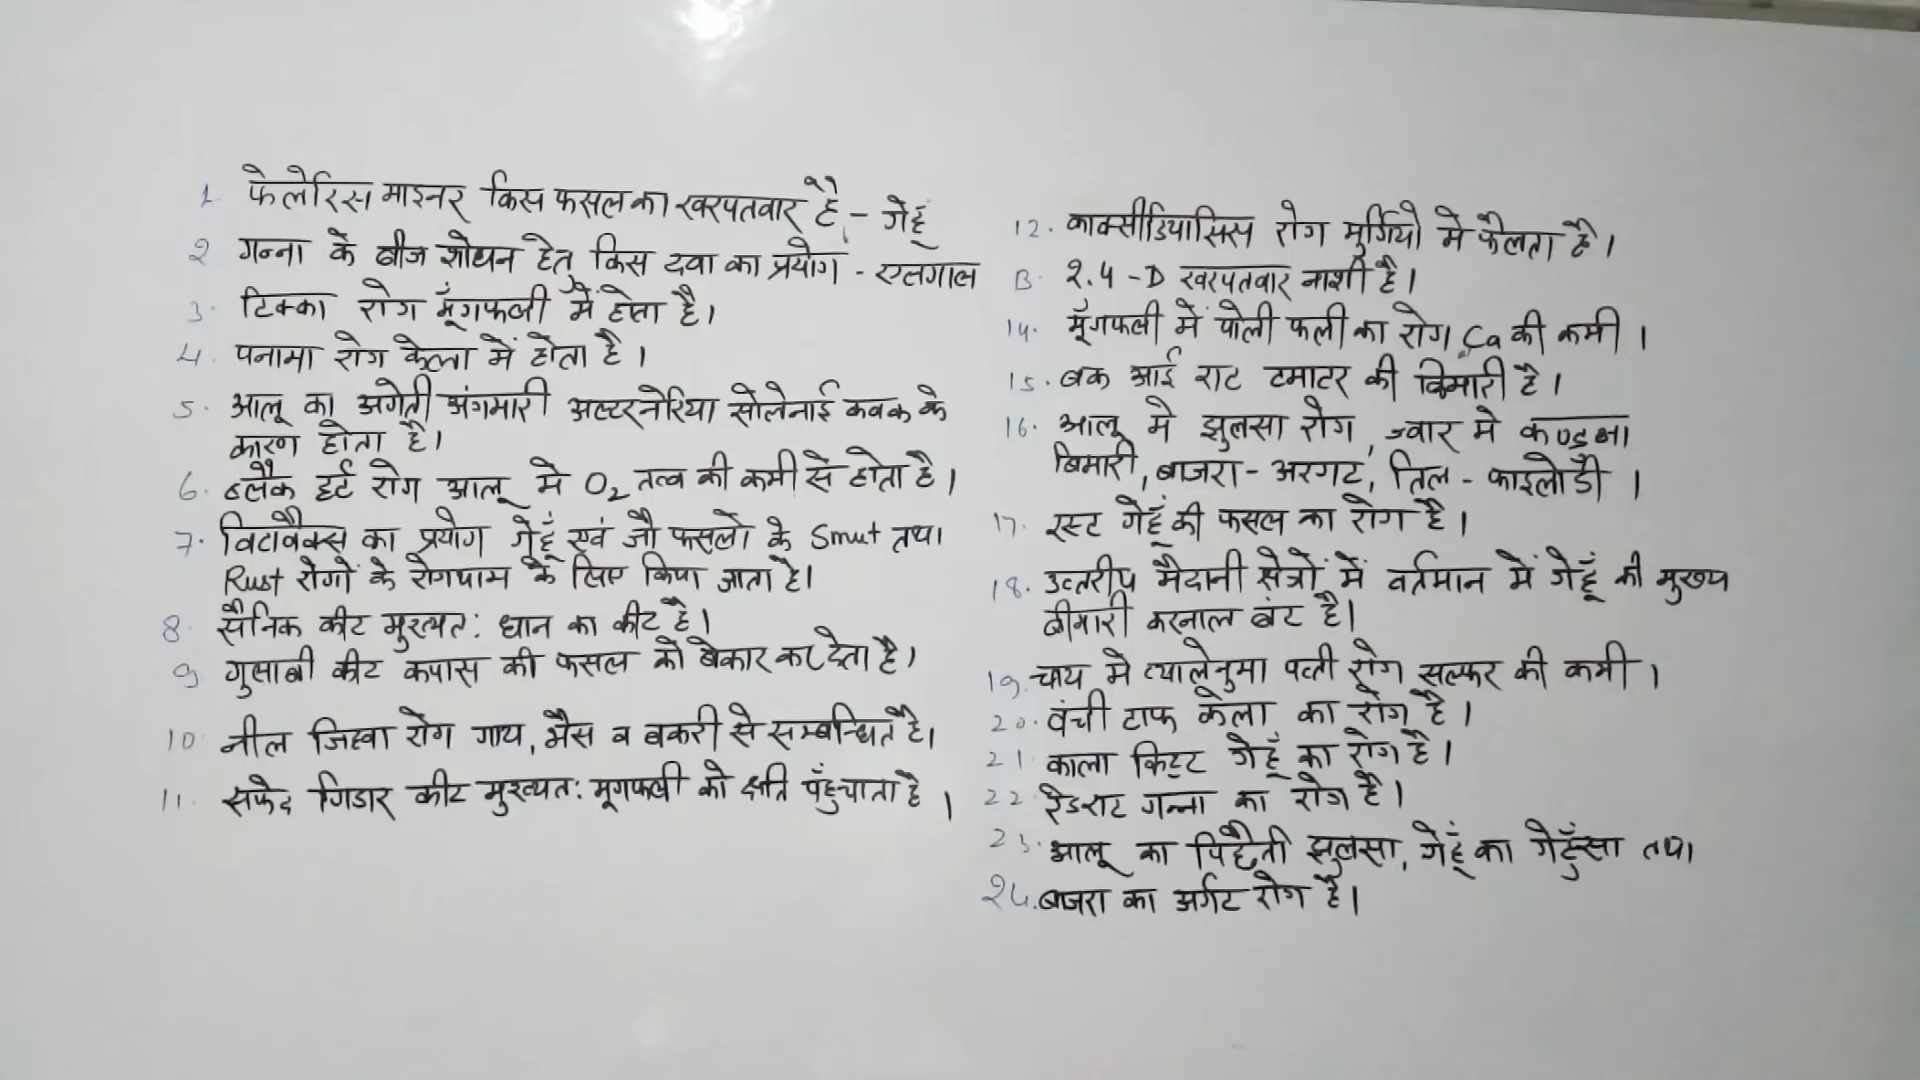 1. फेलेरिस माइनर किस फसल का खरपतवार है, - गेहूं
2 गन्ना के बीज शोधन हेतु किस दवा का प्रयोग - एलगाल
3. टिक्का रोग मूँगफली में होता है।
4. पनामा रोग केला में होता है।
5. आलू का अगेती अंगमारी अल्टरनेरिया सोलेनाई कवक के
कारण होता है।
6. ब्लैक हर्ट रोग आलू मे O₂ तत्व की कमी से होता है।
7. विटावैक्स का प्रयोग गेहूँ एवं जौ फसलो के Smut तथा
Rust रोगों के रोगथाम के लिए किया जाता है।
8. सैनिक कीट मुख्यत: धान का कीट है।
9 गुलाबी कीट कपास की फसल को बेकार कर देता है।
10. नील जिह्वा रोग गाय, भैस व बकरी से सम्बन्धित है।
11. सफेद गिडार कीट मुख्यत: मूगफली को क्षति पहुँचाता है ।
12. काक्सीडियासिस रोग मुर्गियो मे फैलता है।
13. 2.4 - D खरपतवार नाशी है।
14. मूँगफली में पोली फली का रोग, Ca की कमी ।
15. बक आई राट टमाटर की बिमारी है।
16. आलू मे झुलसा रोग, ज्वार मे कण्डुआ
बिमारी, बाजरा - अरगट, तिल - फाइलोडी ।
17. रस्ट गेहूँ की फसल का रोग है।
18. उत्तरीय मैदानी क्षेत्रों में वर्तमान में गेहूँ की मुख्य
बीमारी करनाल बंट है।
19. चाय मे प्यालेनुमा पत्ती रोग सल्फर की कमी ।
20. वंची टाफ केला का रोग है।
21. काला किट्ट गेहूँ का रोग है।
22. रेडराट गन्ना का रोग है।
23. आलू का पिछैती झुलसा, गेहूं का गेहुँसा तथा
24. बाजरा का अर्गट रोग है।